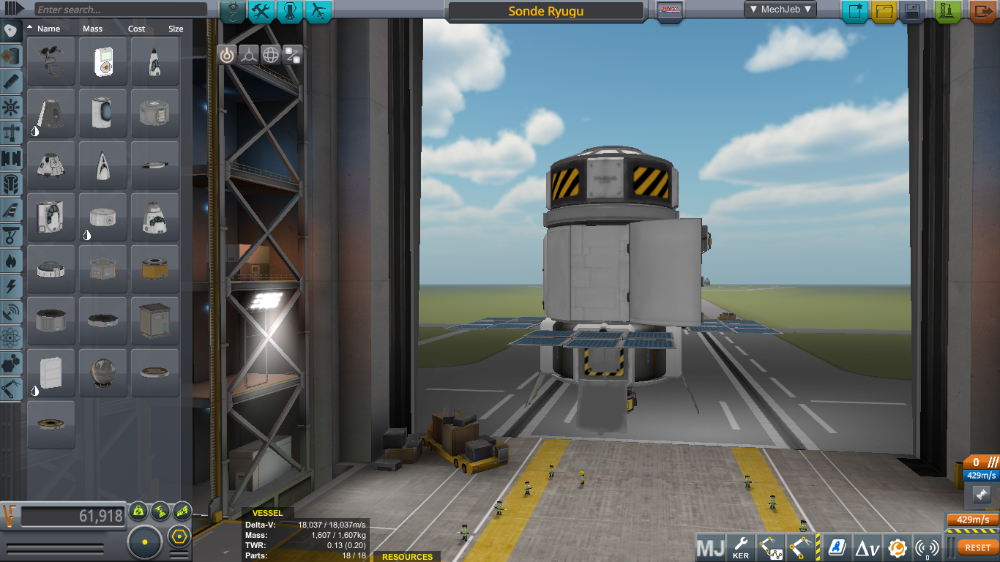 Enter search...
Sonde Ryugu
▼ MechJeb ▼
Name Mass Cost Size
61,918
VESSEL
Delta-V: 18,037 / 18,037m/s
Mass: 1,607 / 1,607kg
TWR: 0.13 (0.20)
Parts: 18 / 18
RESOURCES
0
429m/s
429m/s
MJ
KER
Δv
0
RESET